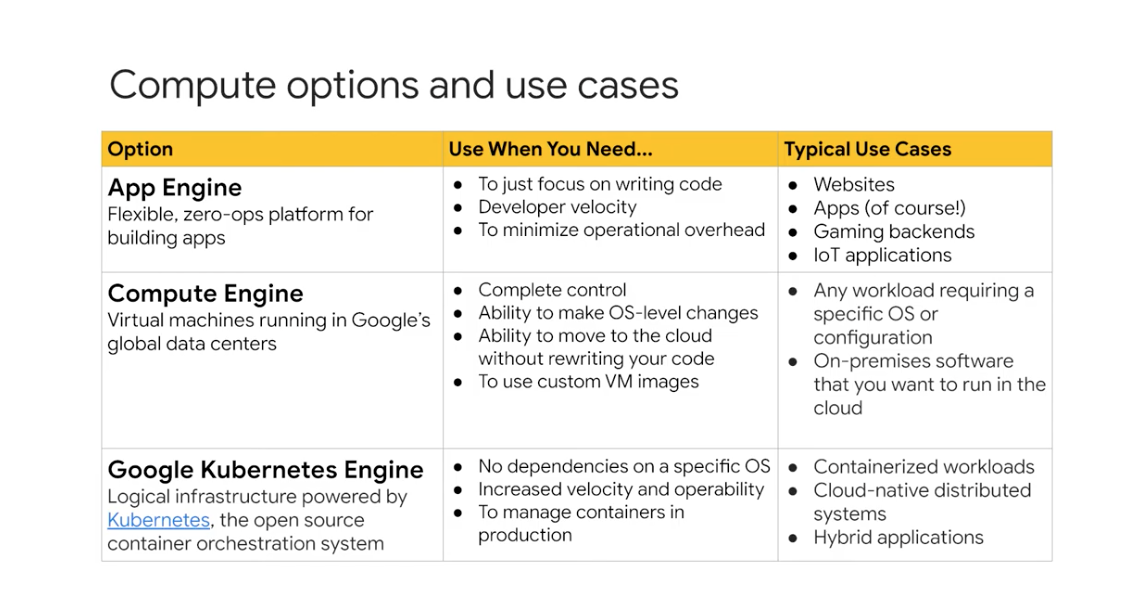 Compute options and use cases
Option
Use When You Need...
Typical Use Cases
App Engine
Flexible, zero-ops platform for
building apps
● To just focus on writing code
● Developer velocity
● To minimize operational overhead
● Websites
● Apps (of course!)
● Gaming backends
● IoT applications
Compute Engine
Virtual machines running in Google's
global data centers
● Complete control
● Ability to make OS-level changes
● Ability to move to the cloud
without rewriting your code
● To use custom VM images
● Any workload requiring a
specific OS or
configuration
● On-premises software
that you want to run in the
cloud
Google Kubernetes Engine
Logical infrastructure powered by
Kubernetes, the open source
container orchestration system
● No dependencies on a specific OS
● Increased velocity and operability
● To manage containers in
production
● Containerized workloads
● Cloud-native distributed
systems
● Hybrid applications